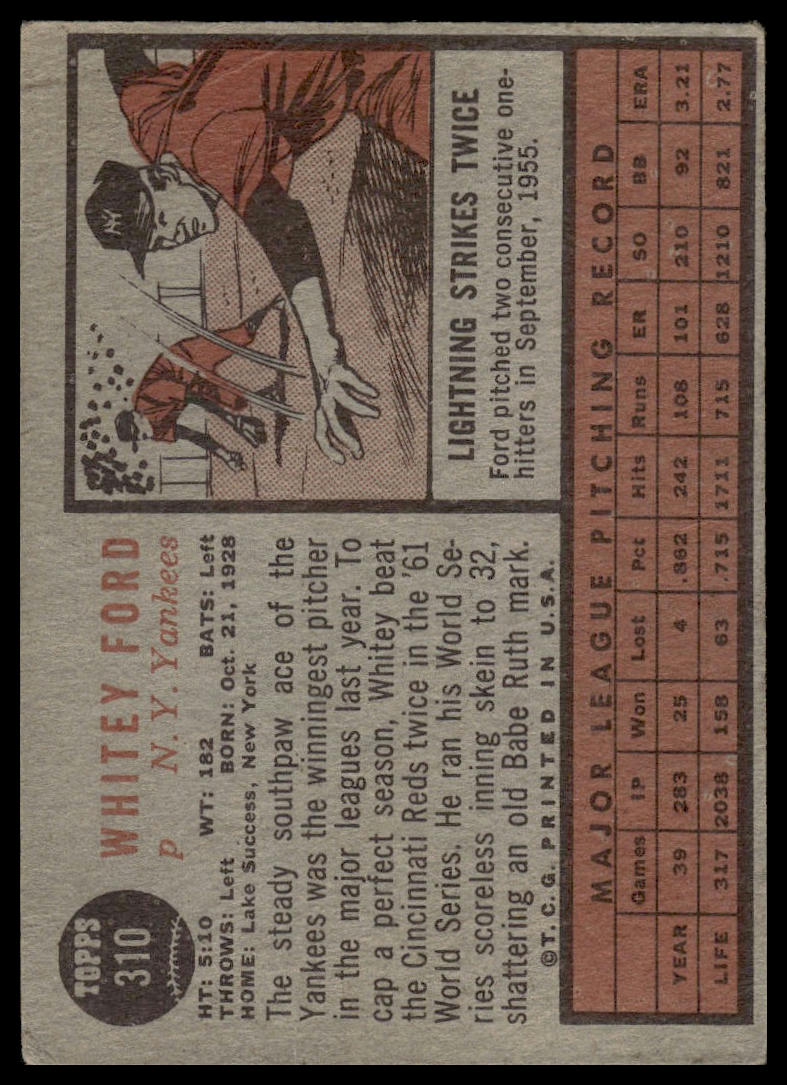 TOPPS
310
WHITEY FORD
p N. Y. Yankees
HT: 5:10 WT: 182 BATS: Left
THROWS: Left BORN: Oct. 21, 1928
HOME: Lake Success, New York
The steady southpaw ace of the
Yankees was the winningest pitcher
in the major leagues last year. To
cap a perfect season, Whitey beat
the Cincinnati Reds twice in the '61
World Series. He ran his World Se-
ries scoreless inning skein to 32,
shattering an old Babe Ruth mark.
©T.C.G. PRINTED IN U.S.A.
NY
LIGHTNING STRIKES TWICE
Ford pitched two consecutive one-
hitters in September, 1955.
MAJOR LEAGUE PITCHING RECORD
Games IP Won Lost Pct Hits Runs ER SO BB ERA
YEAR 39 283 25 4 .862 242 108 101 210 92 3.21
LIFE 317 2038 158 63 .715 1711 715 628 1210 821 2.77